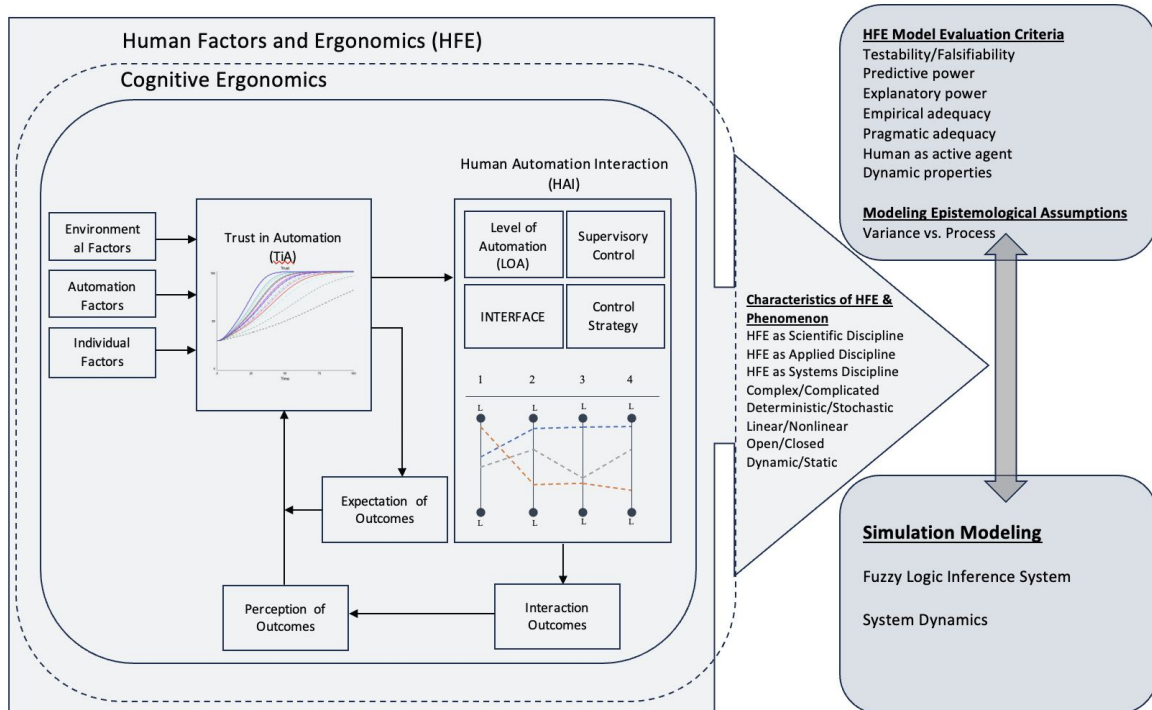 Human Factors and Ergonomics (HFE)
Cognitive Ergonomics
Environment
al Factors
Automation
Factors
Individual
Factors
Trust in Automation
(TiA)
Trust
Time
Human Automation Interaction
(HAI)
Level of
Automation
(LOA)
Supervisory
Control
INTERFACE
Control
Strategy
1 2 3 4
L L L L
L L L L
Expectation of
Outcomes
Perception of
Outcomes
Interaction
Outcomes
Characteristics of HFE &
Phenomenon
HFE as Scientific Discipline
HFE as Applied Discipline
HFE as Systems Discipline
Complex/Complicated
Deterministic/Stochastic
Linear/Nonlinear
Open/Closed
Dynamic/Static
HFE Model Evaluation Criteria
Testability/Falsifiability
Predictive power
Explanatory power
Empirical adequacy
Pragmatic adequacy
Human as active agent
Dynamic properties
Modeling Epistemological Assumptions
Variance vs. Process
Simulation Modeling
Fuzzy Logic Inference System
System Dynamics